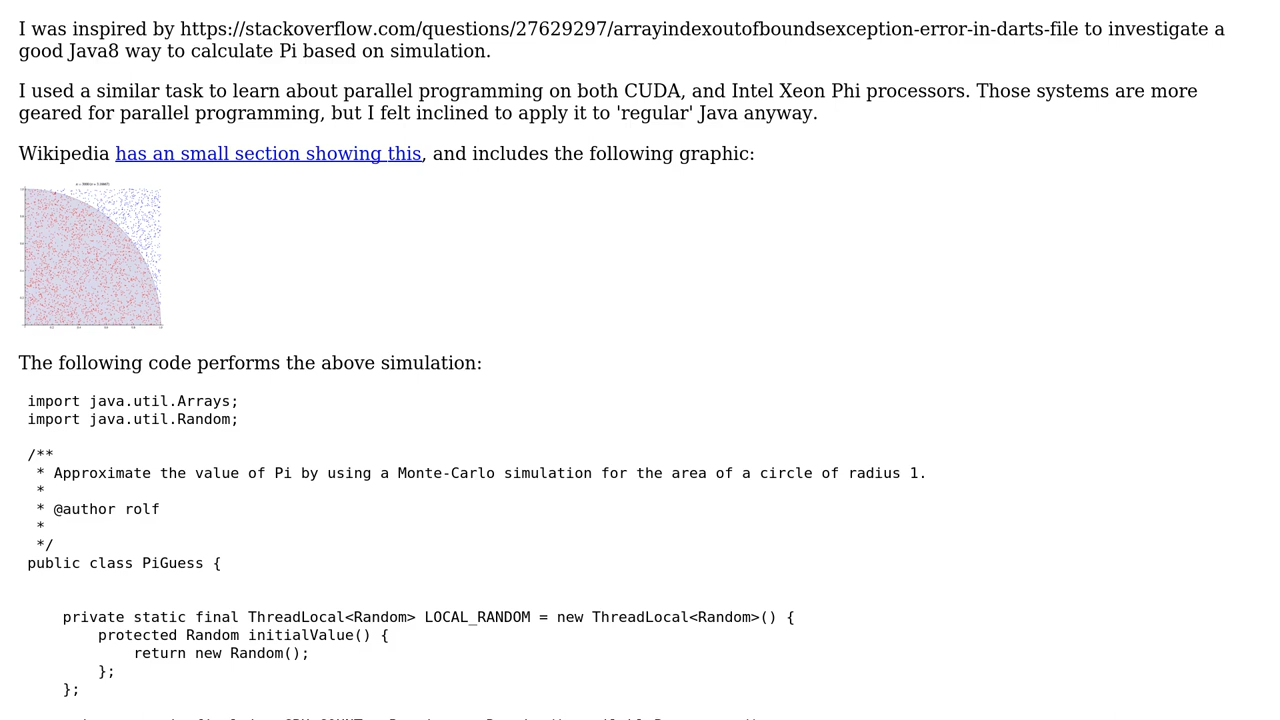 I was inspired by https://stackoverflow.com/questions/27629297/arrayindexoutofboundsexception-error-in-darts-file to investigate a
good Java8 way to calculate Pi based on simulation.
I used a similar task to learn about parallel programming on both CUDA, and Intel Xeon Phi processors. Those systems are more
geared for parallel programming, but I felt inclined to apply it to 'regular' Java anyway.
Wikipedia has an small section showing this, and includes the following graphic:
The following code performs the above simulation:
import java.util.Arrays;
import java.util.Random;
/**
* Approximate the value of Pi by using a Monte-Carlo simulation for the area of a circle of radius 1.
*
* @author rolf
*
*/
public class PiGuess {
private static final ThreadLocal<Random> LOCAL_RANDOM = new ThreadLocal<Random>() {
protected Random initialValue() {
return new Random();
};
};